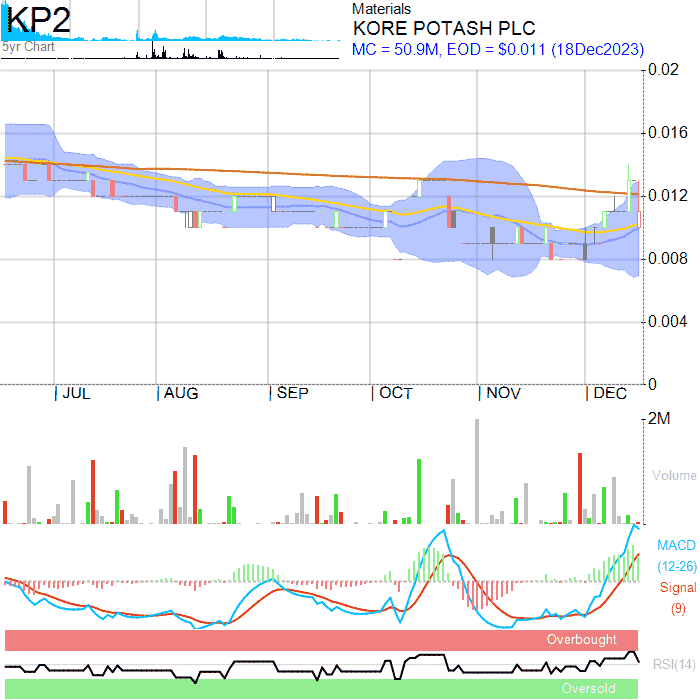 KP2
5yr Chart
Materials
KORE POTASH PLC
MC = 50.9M, EOD = $0.011 (18Dec2023)
0.02
0.016
0.012
0.008
0.004
0
JUL AUG SEP OCT NOV DEC
2M
Volume
MACD
(12-26)
Signal
(9)
Overbought
RSI(14)
Oversold